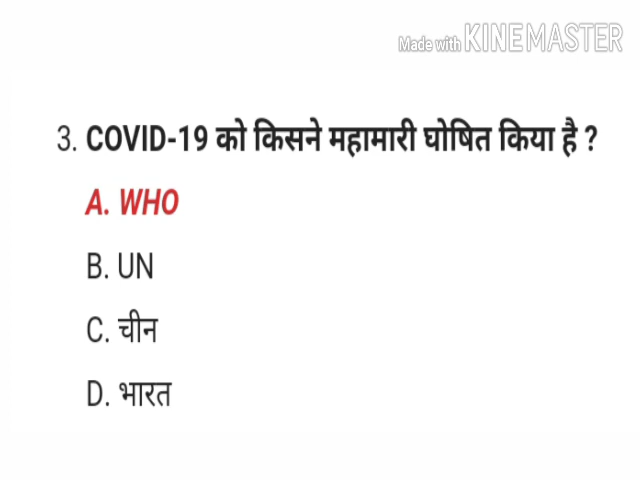 Made with KINEMASTER
3. COVID-19 को किसने महामारी घोषित किया है ?
A. WHO
B. UN
C. चीन
D. भारत